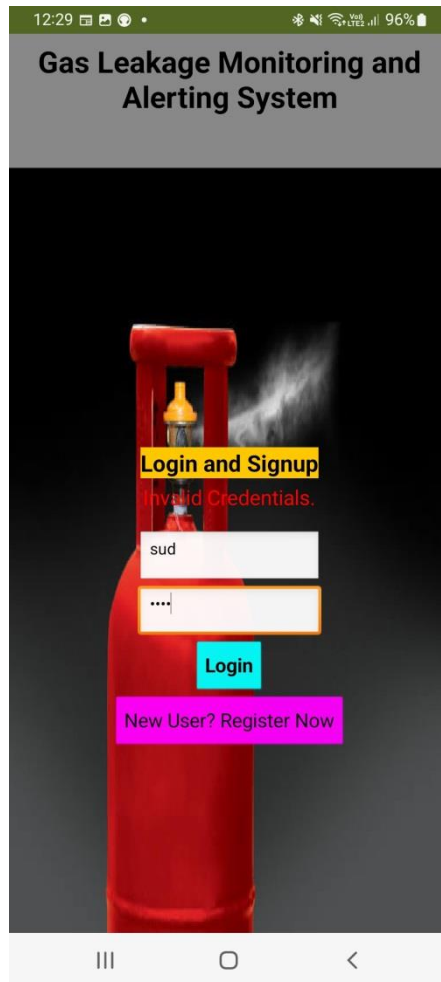 12:29 96%
Gas Leakage Monitoring and
Alerting System
Login and Signup
Invalid Credentials.
sud
••••
Login
New User? Register Now